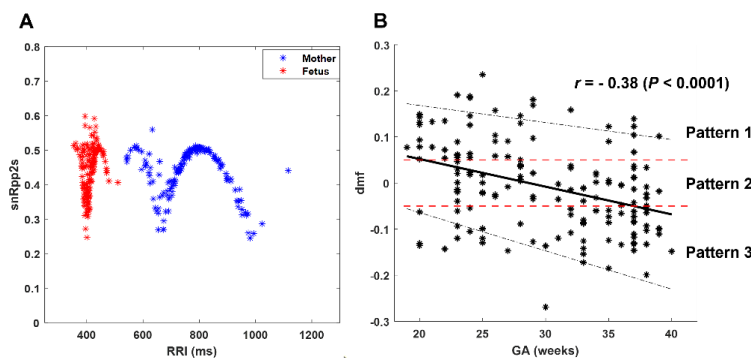 A
snRpp2s
0.8
0.7
0.6
0.5
0.4
0.3
0.2
0.1
0
400
600
800
1000
1200
RRI (ms)
Mother
Fetus
B
dmf
0.3
0.2
0.1
0
-0.1
-0.2
-0.3
20
25
30
35
40
GA (weeks)
r = - 0.38 (P < 0.0001)
Pattern 1
Pattern 2
Pattern 3